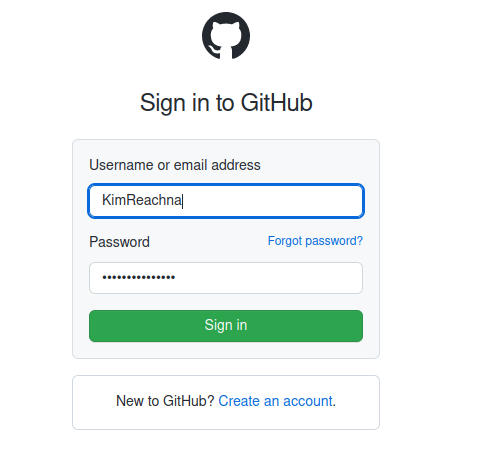 Sign in to GitHub
Username or email address
KimReachna
Password Forgot password?
•••••••••••••••
Sign in
New to GitHub? Create an account.